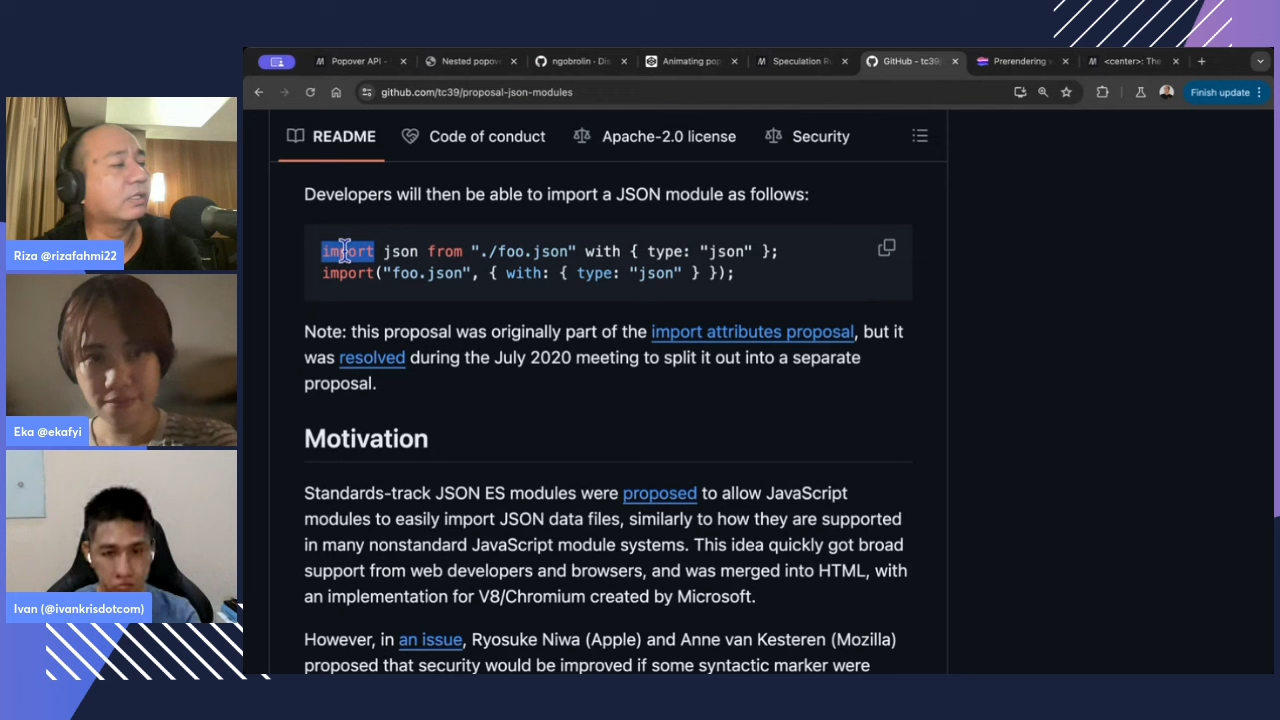 Popover API -
Nested popov
ngobrolin - Dis
Animating pop
Speculation Ru
GitHub - tc39/
Prerendering
<center>: The
github.com/tc39/proposal-json-modules
Finish update
README
Code of conduct
Apache-2.0 license
Security
Developers will then be able to import a JSON module as follows:
import json from "./foo.json" with { type: "json" };
import("foo.json", { with: { type: "json" } });
Note: this proposal was originally part of the import attributes proposal, but it
was resolved during the July 2020 meeting to split it out into a separate
proposal.
Motivation
Standards-track JSON ES modules were proposed to allow JavaScript
modules to easily import JSON data files, similarly to how they are supported
in many nonstandard JavaScript module systems. This idea quickly got broad
support from web developers and browsers, and was merged into HTML, with
an implementation for V8/Chromium created by Microsoft.
However, in an issue, Ryosuke Niwa (Apple) and Anne van Kesteren (Mozilla)
proposed that security would be improved if some syntactic marker were
Riza @rizafahmi22
Eka @ekafyi
Ivan (@ivankrisdotcom)